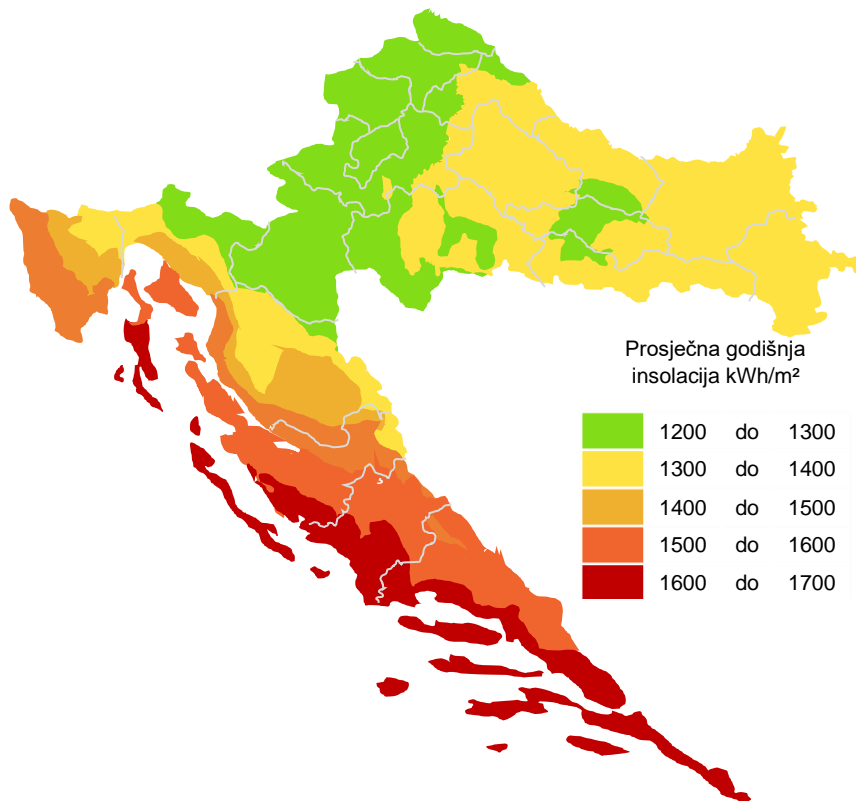 Prosječna godišnja
insolacija kWh/m²
1200 do 1300
1300 do 1400
1400 do 1500
1500 do 1600
1600 do 1700